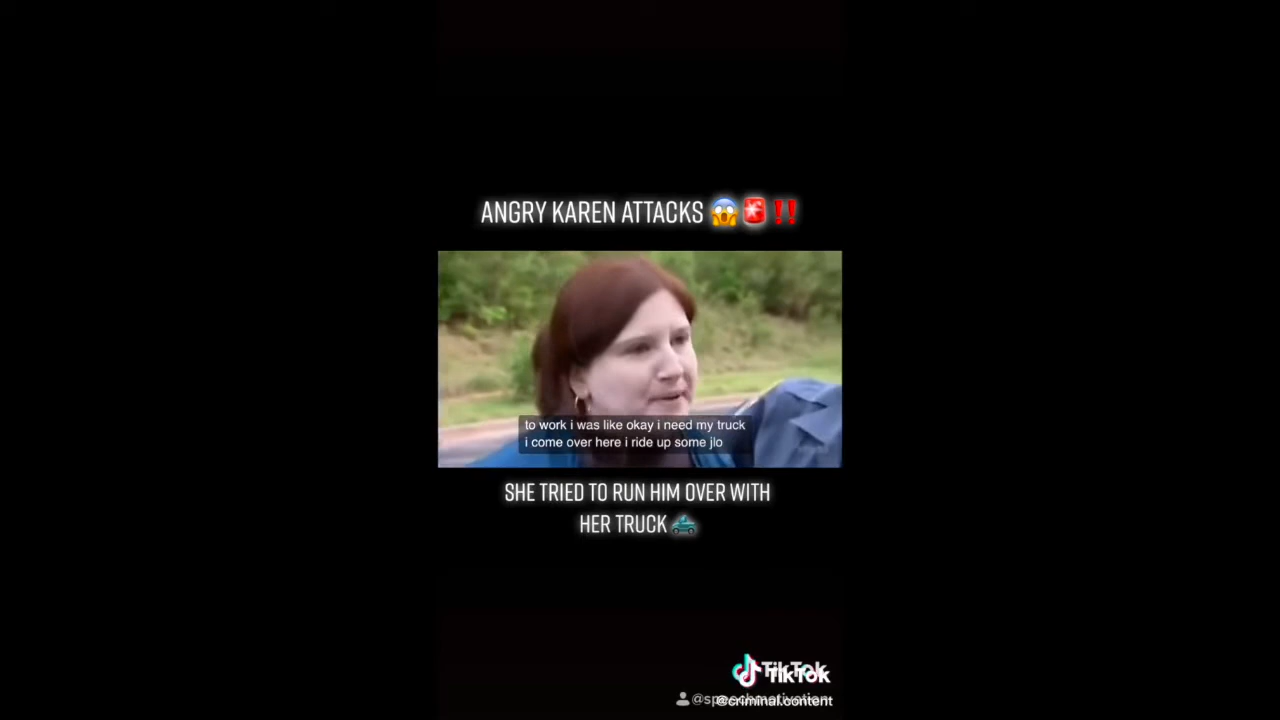 ANGRY KAREN ATTACKS 😱🚨‼️
to work i was like okay i need my truck
i come over here i ride up some jlo
SHE TRIED TO RUN HIM OVER WITH
HER TRUCK 🛻
TikTok
@criminal.content